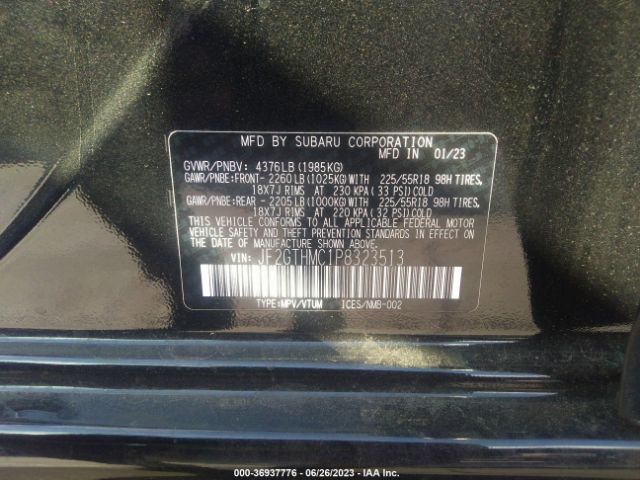 MFD BY SUBARU CORPORATION
MFD IN 01/23
GVWR/PNBV: 4376LB(1985KG)
GAWR/PNBE:FRONT- 2260LB(1025KG)WITH 225/55R18 98H TIRES,
18X7J RIMS AT 230 KPA(33 PSI)COLD
GAWR/PNBE:REAR - 2205LB(1000KG)WITH 225/55R18 98H TIRES,
18X7J RIMS AT 220 KPA(32 PSI)COLD
THIS VEHICLE CONFORMS TO ALL APPLICABLE FEDERAL MOTOR
VEHICLE SAFETY AND BUMPER STANDARDS IN EFFECT ON THE
DATE OF MANUFACTURE SHOWN ABOVE.
VIN: JF2GTHMC1P8323513
TYPE:MPV/VTUM ICES/NMB-002
000-36937776 - 06/26/2023 - IAA Inc.